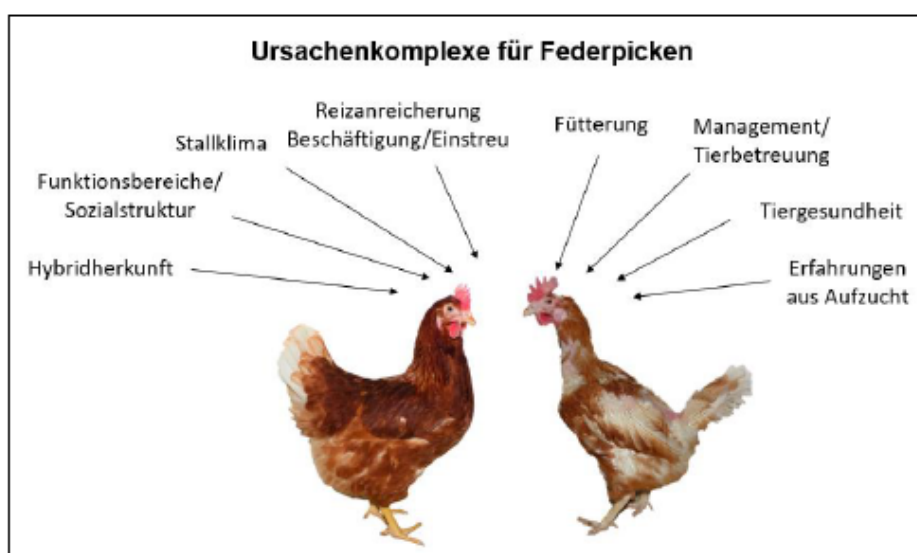 Ursachenkomplexe für Federpicken
Reizanreicherung
Beschäftigung/Einstreu
Stallklima
Funktionsbereiche/
Sozialstruktur
Hybridherkunft
Fütterung
Management/
Tierbetreuung
Tiergesundheit
Erfahrungen
aus Aufzucht